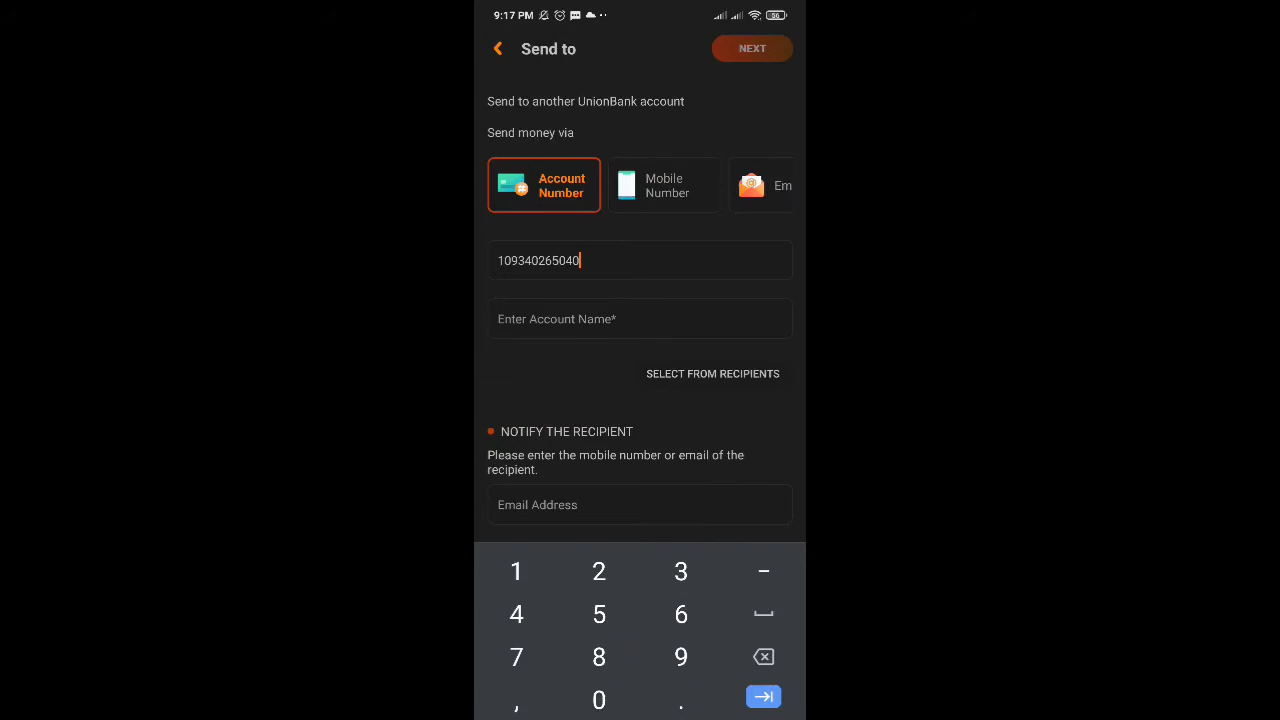 9:17 PM 56
Send to NEXT
Send to another UnionBank account
Send money via
Account
Number
Mobile
Number
Em
109340265040
Enter Account Name*
SELECT FROM RECIPIENTS
NOTIFY THE RECIPIENT
Please enter the mobile number or email of the
recipient.
Email Address
1 2 3 -
4 5 6
7 8 9
, 0 .